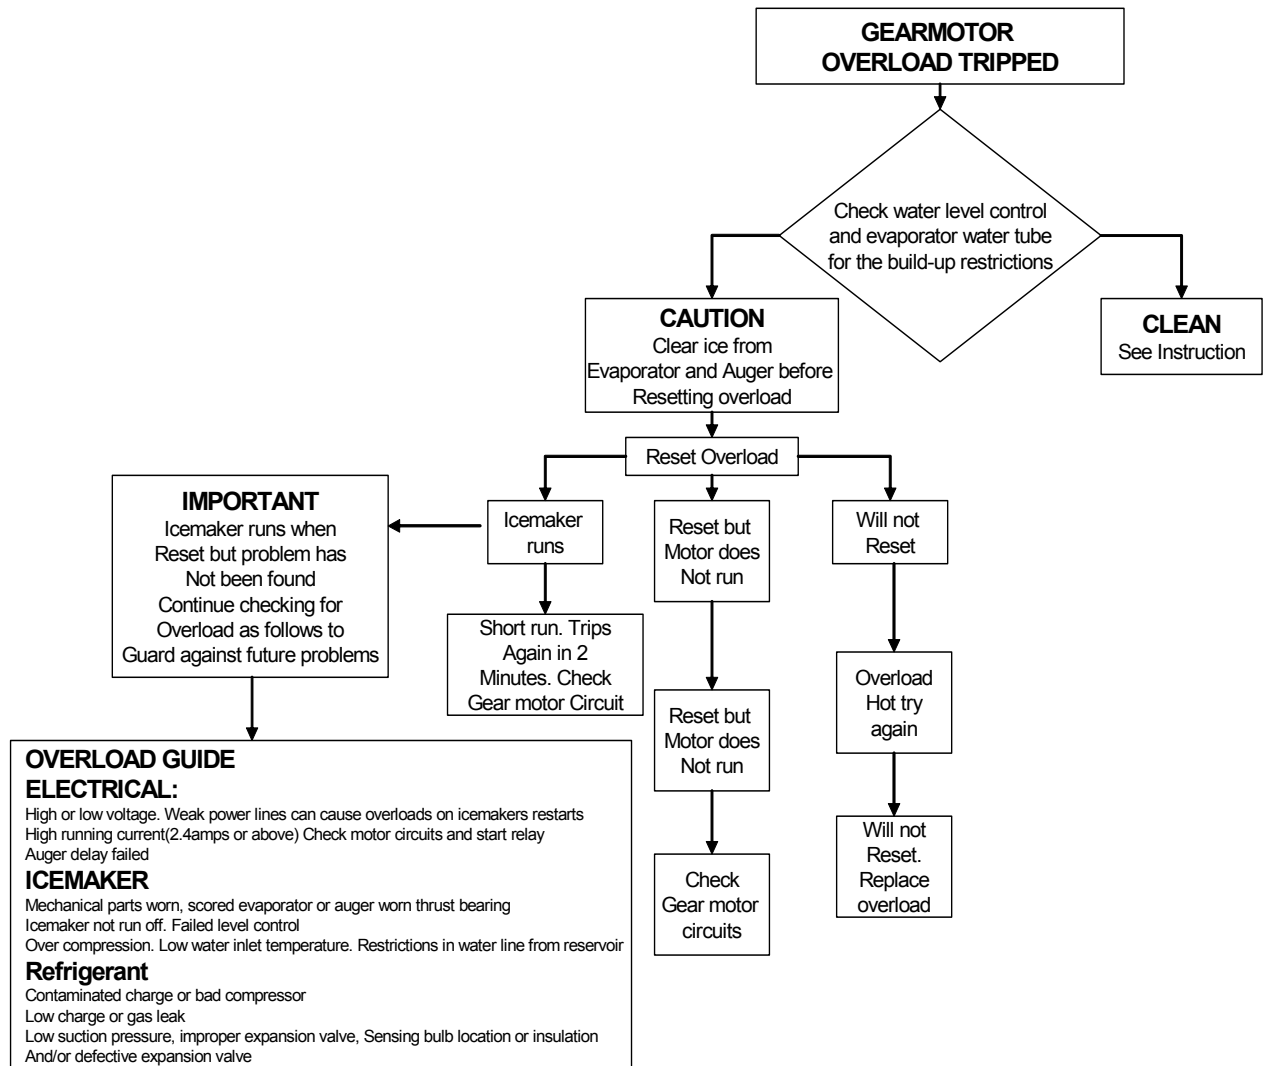 GEARMOTOR
OVERLOAD TRIPPED
Check water level control
and evaporator water tube
for the build-up restrictions
CAUTION
Clear ice from
Evaporator and Auger before
Resetting overload
CLEAN
See Instruction
Reset Overload
IMPORTANT
Icemaker runs when
Reset but problem has
Not been found
Continue checking for
Overload as follows to
Guard against future problems
Icemaker
runs
Reset but
Motor does
Not run
Will not
Reset
Short run. Trips
Again in 2
Minutes. Check
Gear motor Circuit
Reset but
Motor does
Not run
Overload
Hot try
again
Check
Gear motor
circuits
Will not
Reset.
Replace
overload
OVERLOAD GUIDE
ELECTRICAL:
High or low voltage. Weak power lines can cause overloads on icemakers restarts
High running current(2.4amps or above) Check motor circuits and start relay
Auger delay failed
ICEMAKER
Mechanical parts worn, scored evaporator or auger worn thrust bearing
Icemaker not run off. Failed level control
Over compression. Low water inlet temperature. Restrictions in water line from reservoir
Refrigerant
Contaminated charge or bad compressor
Low charge or gas leak
Low suction pressure, improper expansion valve, Sensing bulb location or insulation
And/or defective expansion valve